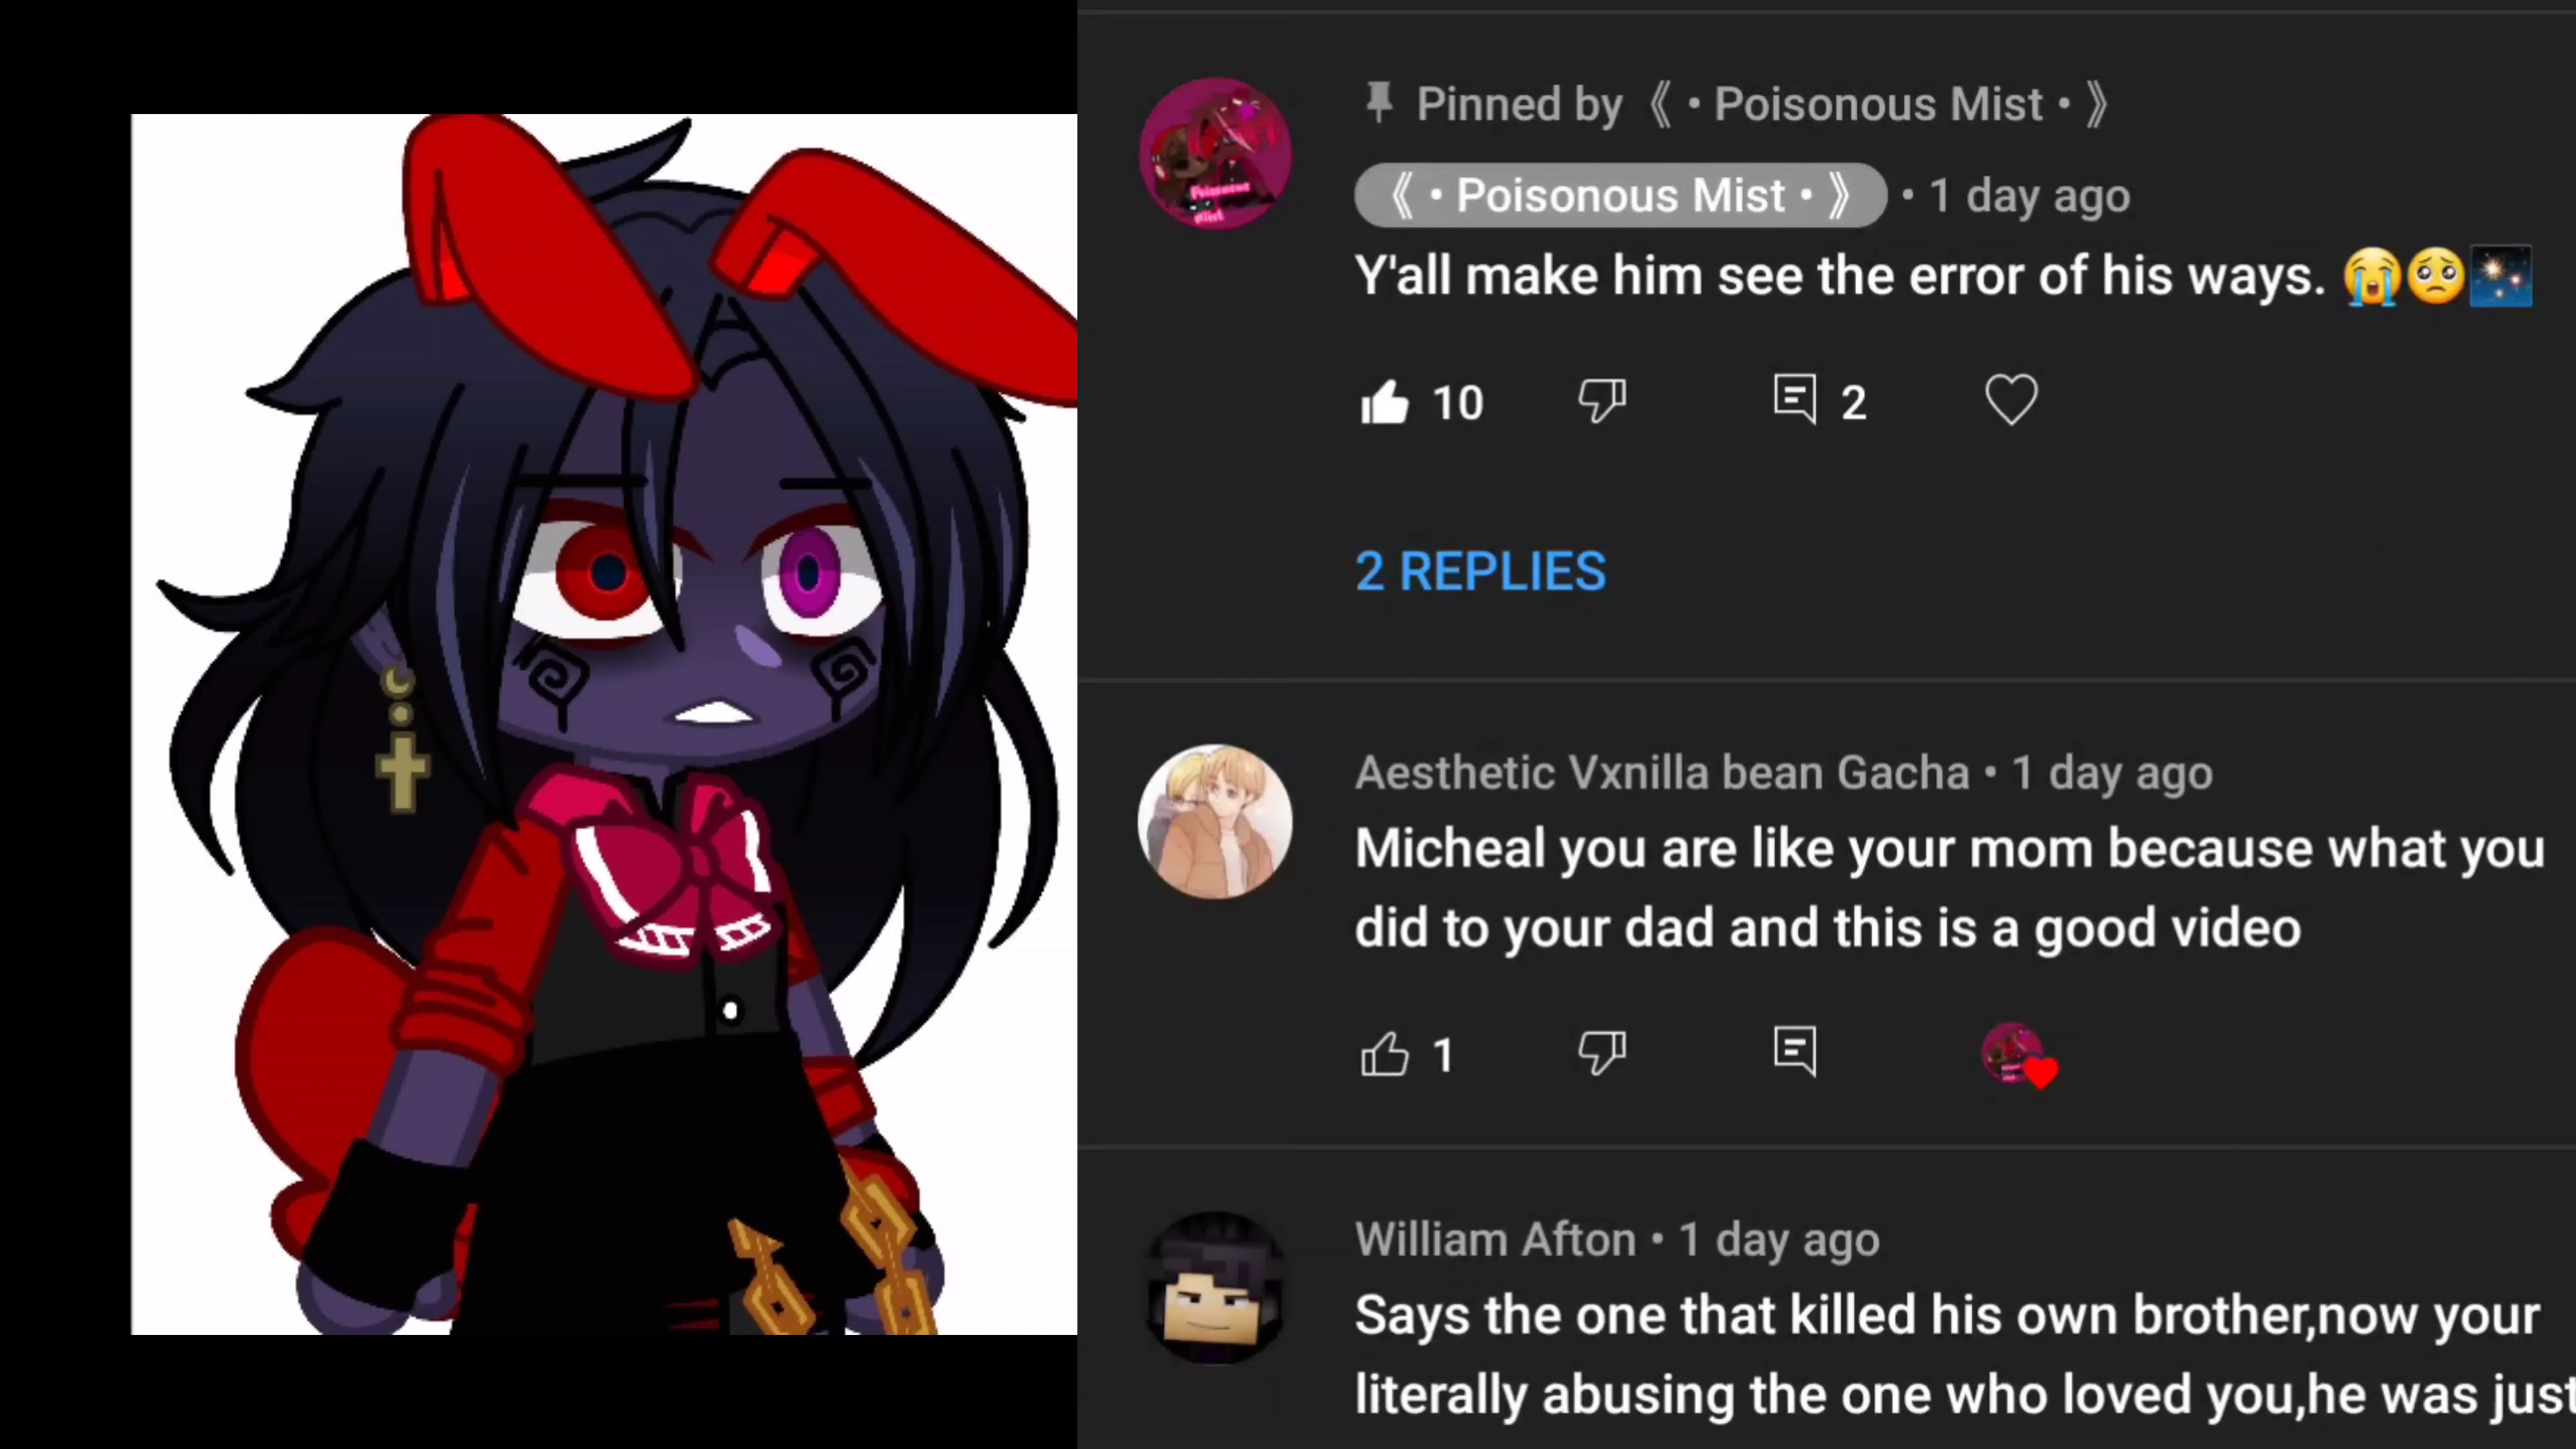 Pinned by 《 • Poisonous Mist • 》
《 • Poisonous Mist • 》 • 1 day ago
Y'all make him see the error of his ways. 😭🥺🎇
10
2
2 REPLIES
Poisonous
Mist
Aesthetic Vxnilla bean Gacha • 1 day ago
Micheal you are like your mom because what you
did to your dad and this is a good video
1
William Afton • 1 day ago
Says the one that killed his own brother,now your
literally abusing the one who loved you,he was just